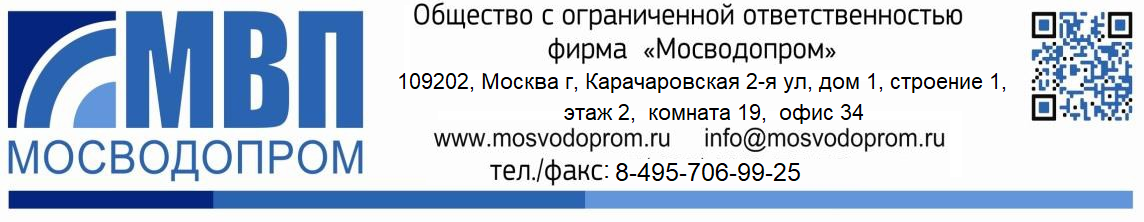 МВП
МОСВОДОПРОМ
Общество с ограниченной ответственностью
фирма «Мосводопром»
109202, Москва г, Карачаровская 2-я ул, дом 1, строение 1,
этаж 2, комната 19, офис 34
www.mosvodoprom.ru info@mosvodoprom.ru
тел./факс: 8-495-706-99-25